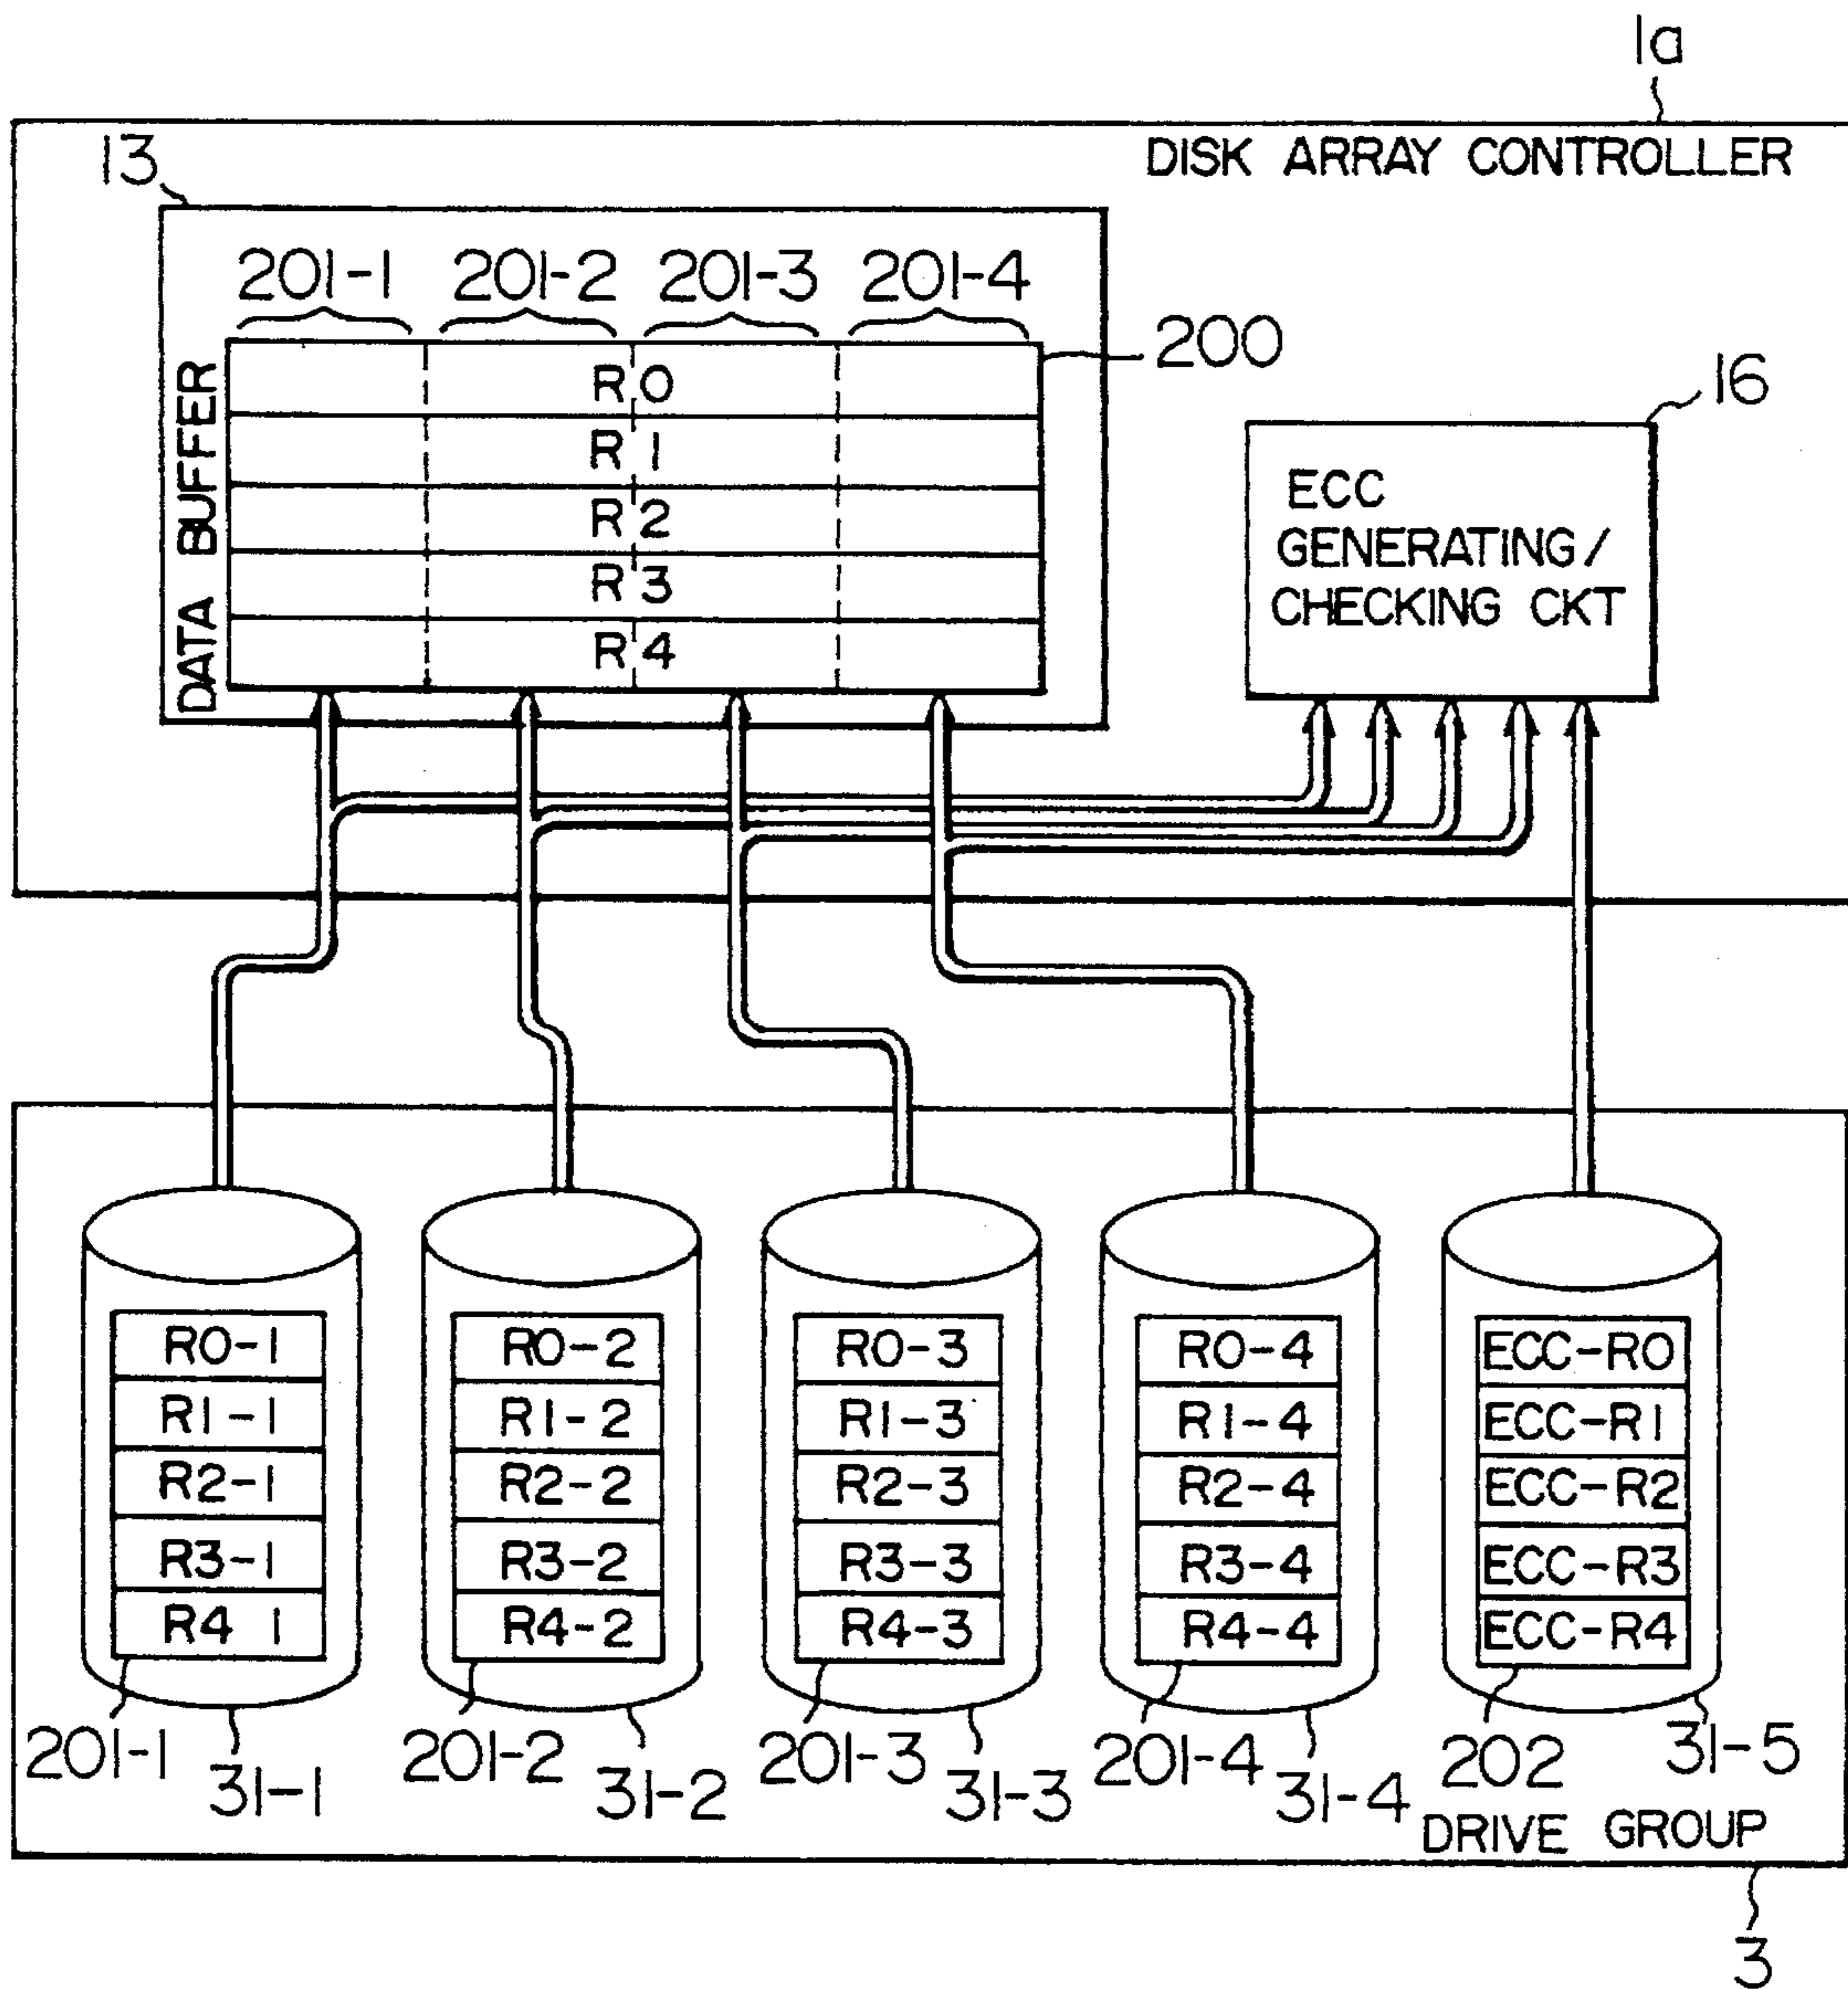 1a
DISK ARRAY CONTROLLER
13
201-1 201-2 201-3 201-4
200
DATA BUFFER
R0
R1
R2
R3
R4
16
ECC
GENERATING/
CHECKING CKT
R0-1 R0-2 R0-3 R0-4 ECC-R0
R1-1 R1-2 R1-3 R1-4 ECC-R1
R2-1 R2-2 R2-3 R2-4 ECC-R2
R3-1 R3-2 R3-3 R3-4 ECC-R3
R4 1 R4-2 R4-3 R4-4 ECC-R4
201-1 201-2 201-3 201-4 202 31-5
31-1 31-2 31-3 31-4
DRIVE GROUP
3